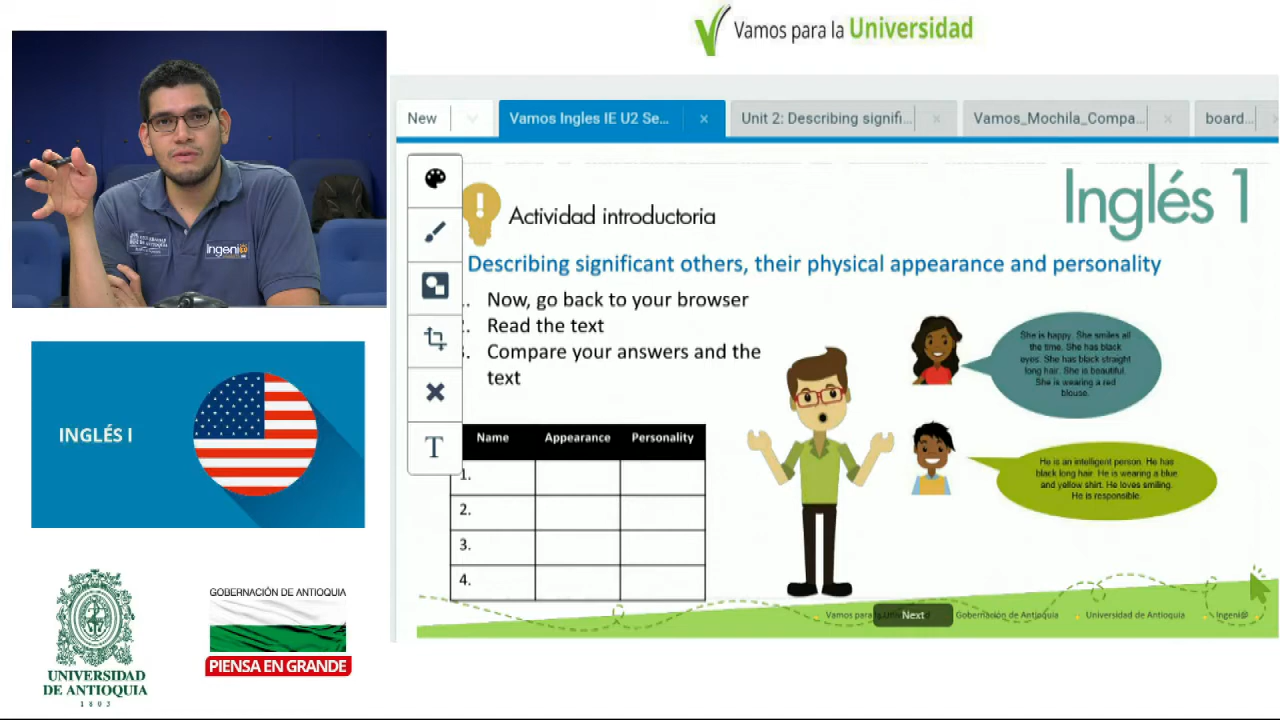 Vamos para la Universidad
New
Vamos Ingles IE U2 Se...
Unit 2: Describing signifi...
Vamos_Mochila_Compa...
board...
Inglés 1
Actividad introductoria
Describing significant others, their physical appearance and personality
Now, go back to your browser
Read the text
Compare your answers and the
text
T
Name Appearance Personality
1.
2.
3.
4.
She is happy. She smiles all
the time. She has black
eyes. She has black straight
long hair. She is beautiful.
She is wearing a red
blouse.
He is an intelligent person. He has
black long hair. He is wearing a blue
and yellow shirt. He loves smiling.
He is responsible.
Vamos para la
Next
Gobernación de Antioquia
Universidad de Antioquia
Ingeni@
ingeni@
INGLÉS I
UNIVERSIDAD
DE ANTIOQUIA
1803
GOBERNACIÓN DE ANTIOQUIA
PIENSA EN GRANDE